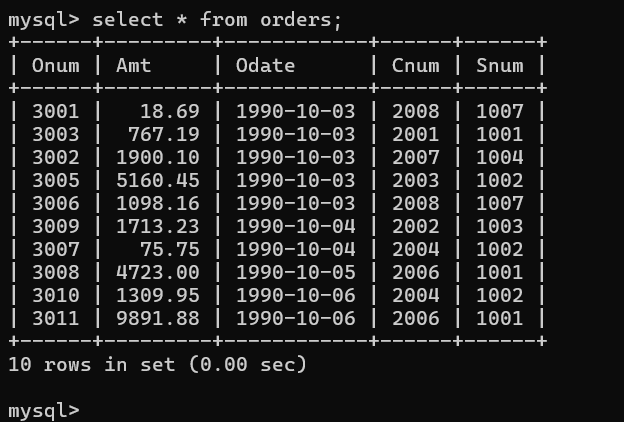 mysql> select * from orders;
+------+---------+------------+------+------+
| Onum | Amt     | Odate      | Cnum | Snum |
+------+---------+------------+------+------+
| 3001 |   18.69 | 1990-10-03 | 2008 | 1007 |
| 3003 |  767.19 | 1990-10-03 | 2001 | 1001 |
| 3002 | 1900.10 | 1990-10-03 | 2007 | 1004 |
| 3005 | 5160.45 | 1990-10-03 | 2003 | 1002 |
| 3006 | 1098.16 | 1990-10-03 | 2008 | 1007 |
| 3009 | 1713.23 | 1990-10-04 | 2002 | 1003 |
| 3007 |   75.75 | 1990-10-04 | 2004 | 1002 |
| 3008 | 4723.00 | 1990-10-05 | 2006 | 1001 |
| 3010 | 1309.95 | 1990-10-06 | 2004 | 1002 |
| 3011 | 9891.88 | 1990-10-06 | 2006 | 1001 |
+------+---------+------------+------+------+
10 rows in set (0.00 sec)
mysql>